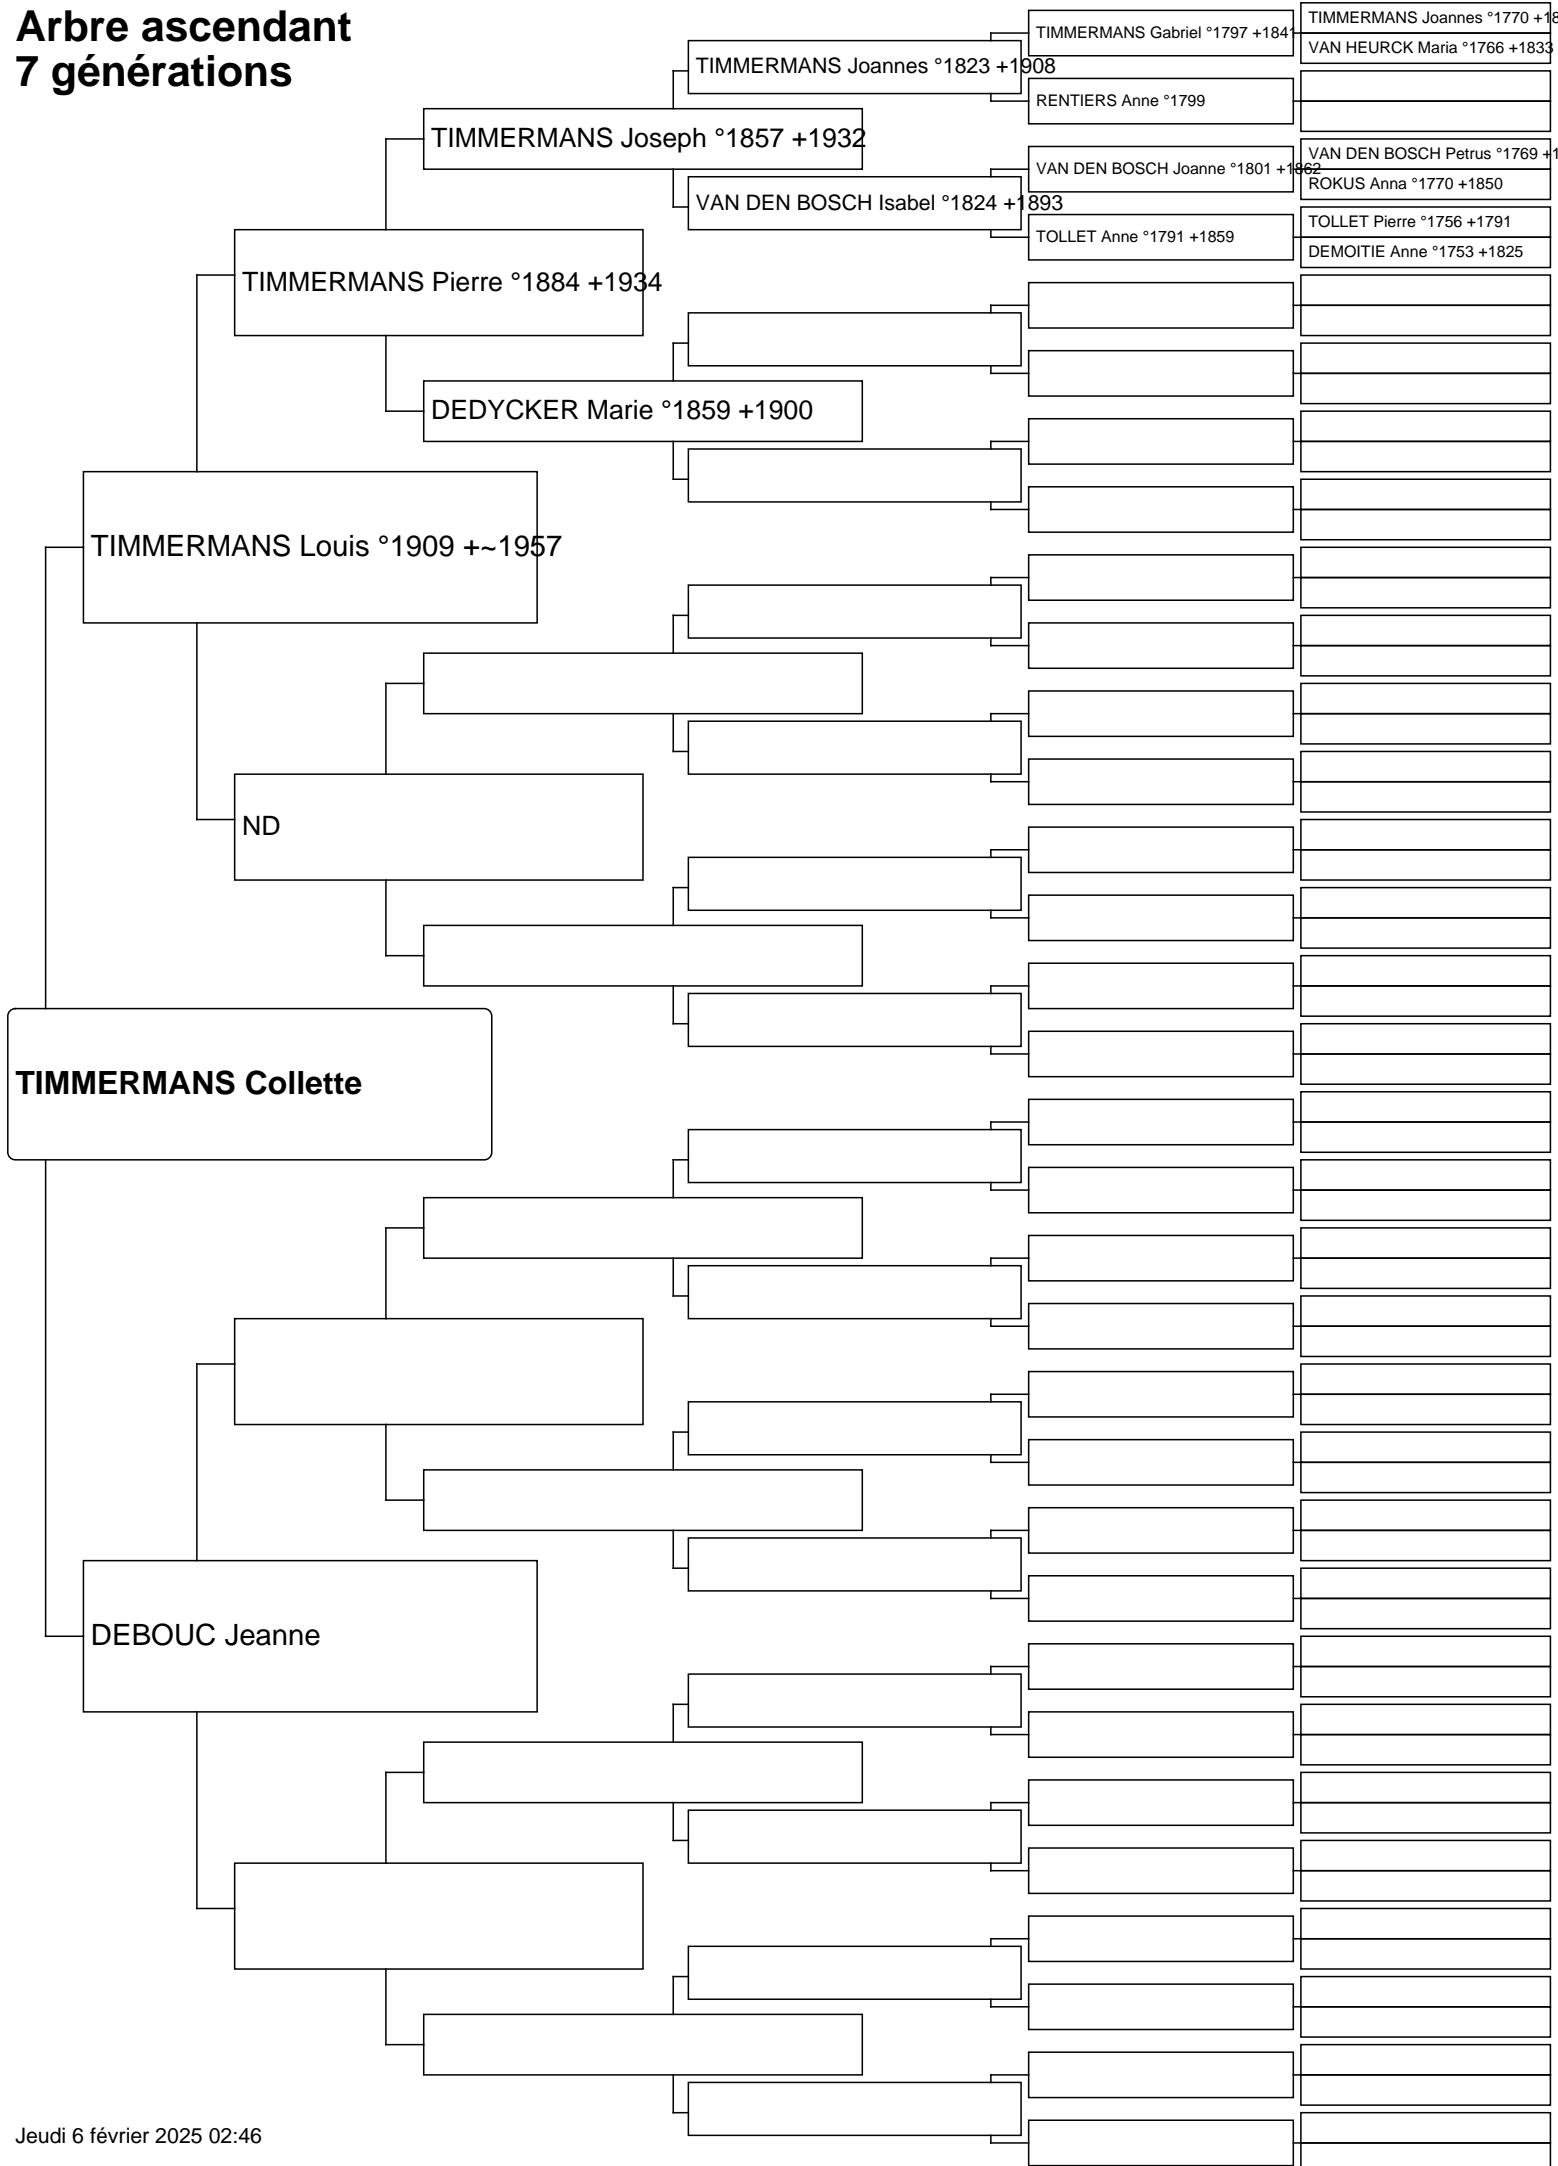 Arbre ascendant
7 générations
TIMMERMANS Collette
TIMMERMANS Louis °1909 +~1957
DEBOUC Jeanne
TIMMERMANS Pierre °1884 +1934
ND
TIMMERMANS Joseph °1857 +1932
DEDYCKER Marie °1859 +1900
TIMMERMANS Joannes °1823 +1908
VAN DEN BOSCH Isabel °1824 +1893
TIMMERMANS Gabriel °1797 +1841
RENTIERS Anne °1799
VAN DEN BOSCH Joanne °1801 +1862
TOLLET Anne °1791 +1859
TIMMERMANS Joannes °1770
VAN HEURCK Maria °1766 +1833
VAN DEN BOSCH Petrus °1769
ROKUS Anna °1770 +1850
TOLLET Pierre °1756 +1791
DEMOITIE Anne °1753 +1825
Jeudi 6 février 2025 02:46